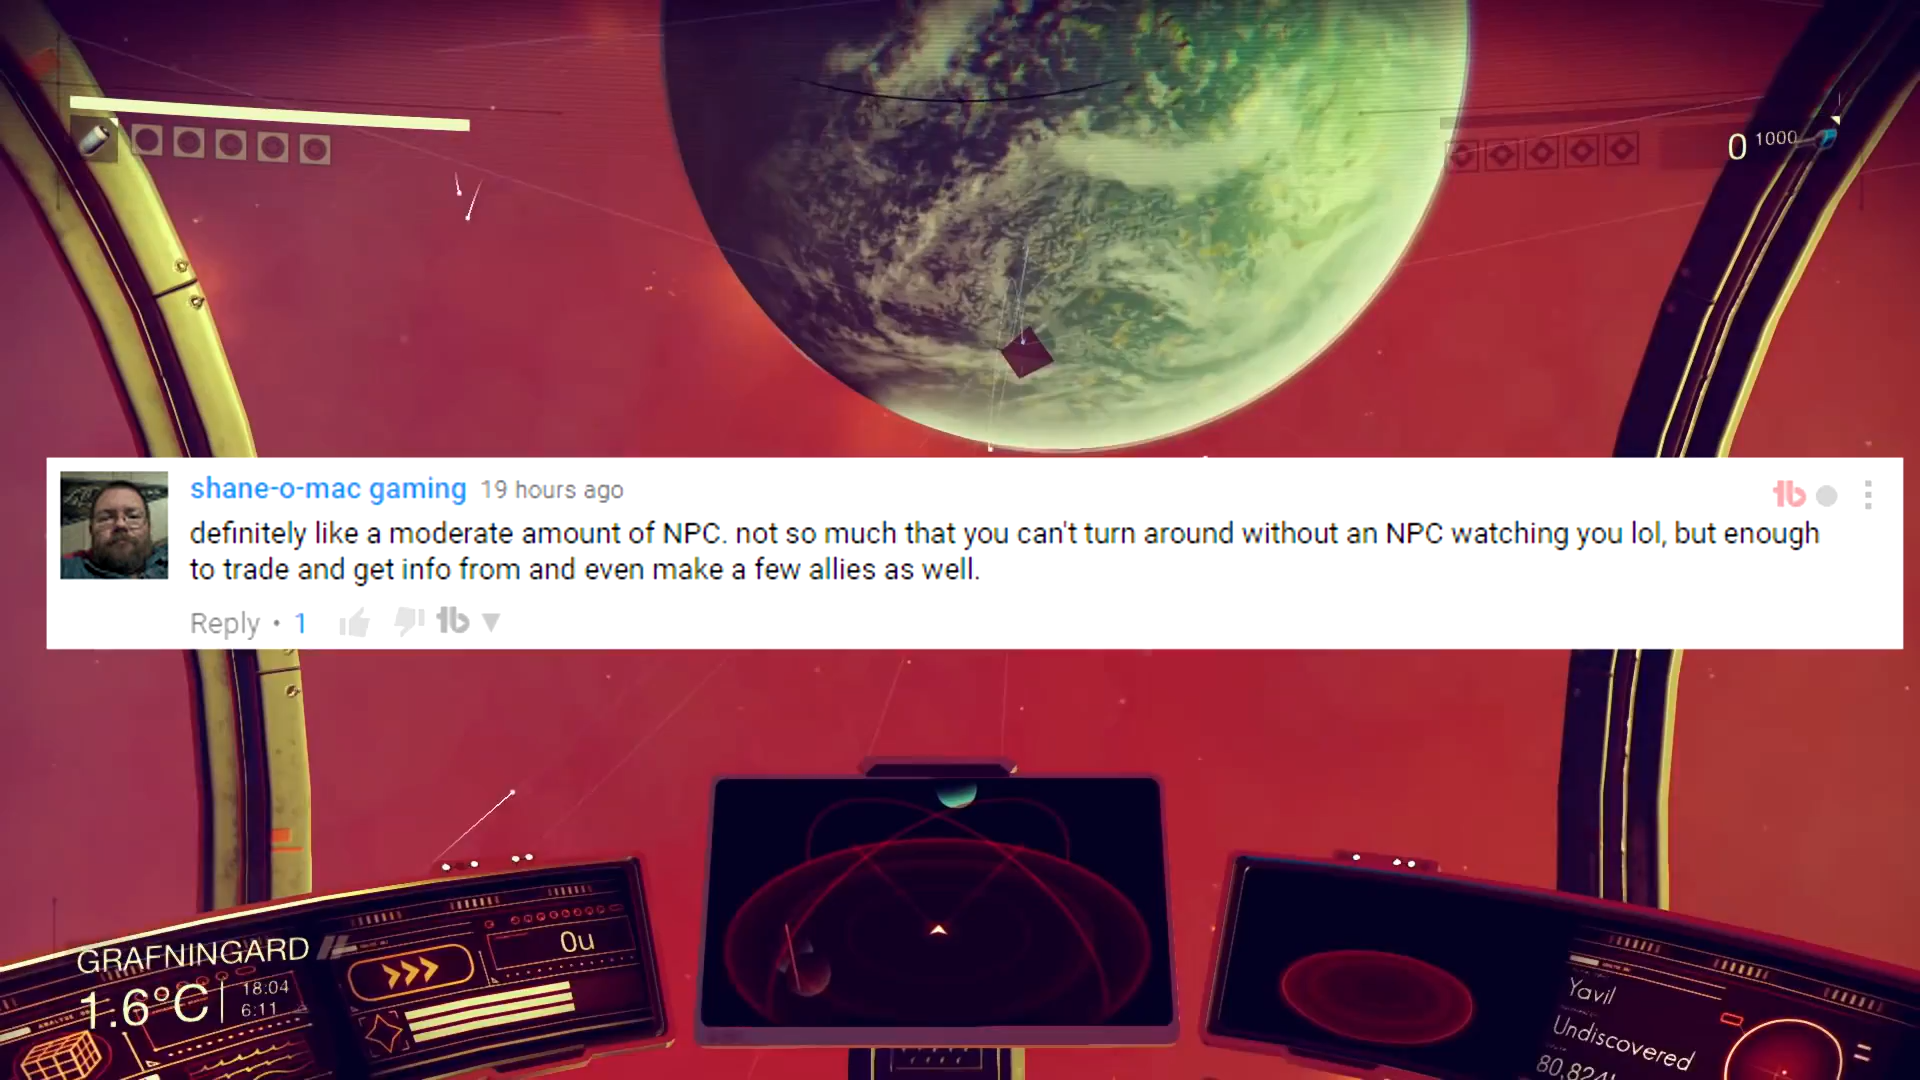 0 1000
shane-o-mac gaming 19 hours ago
definitely like a moderate amount of NPC. not so much that you can't turn around without an NPC watching you lol, but enough
to trade and get info from and even make a few allies as well.
Reply • 1
GRAFNINGARD
1.6°C
18:04
6:11
0u
Yavil
Undiscovered